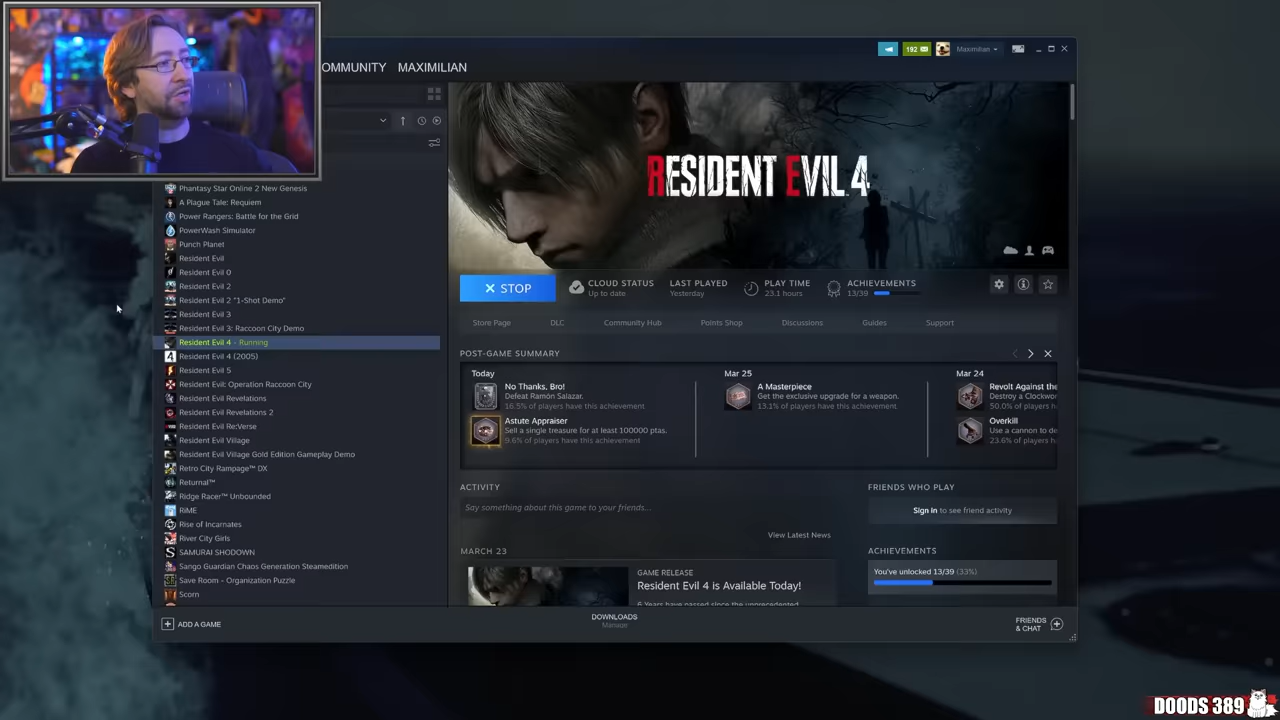 192
Maximilian
OMMUNITY MAXIMILIAN
RESIDENT EVIL 4
Phantasy Star Online 2 New Genesis
A Plague Tale: Requiem
Power Rangers: Battle for the Grid
PowerWash Simulator
Punch Planet
Resident Evil
Resident Evil 0
Resident Evil 2
Resident Evil 2 "1-Shot Demo"
Resident Evil 3
Resident Evil 3: Raccoon City Demo
Resident Evil 4 - Running
Resident Evil 4 (2005)
Resident Evil 5
Resident Evil: Operation Raccoon City
Resident Evil Revelations
Resident Evil Revelations 2
Resident Evil Re:Verse
Resident Evil Village
Resident Evil Village Gold Edition Gameplay Demo
Retro City Rampage™ DX
Returnal™
Ridge Racer™ Unbounded
RiME
Rise of Incarnates
River City Girls
SAMURAI SHODOWN
Sango Guardian Chaos Generation Steamedition
Save Room - Organization Puzzle
Scorn
STOP
CLOUD STATUS
Up to date
LAST PLAYED
Yesterday
PLAY TIME
23.1 hours
ACHIEVEMENTS
13/39
Store Page
DLC
Community Hub
Points Shop
Discussions
Guides
Support
POST-GAME SUMMARY
Today
No Thanks, Bro!
Defeat Ramón Salazar.
16.5% of players have this achievement
Astute Appraiser
Sell a single treasure for at least 100000 ptas.
9.6% of players have this achievement
Mar 25
A Masterpiece
Get the exclusive upgrade for a weapon.
13.1% of players have this achievement
Mar 24
Revolt Against the
Destroy a Clockwor
50.0% of players h
Overkill
Use a cannon to de
23.6% of players h
ACTIVITY
Say something about this game to your friends...
View Latest News
MARCH 23
GAME RELEASE
Resident Evil 4 is Available Today!
6 Years have passed since the unprecedented
FRIENDS WHO PLAY
Sign in to see friend activity
ACHIEVEMENTS
You've unlocked 13/39 (33%)
ADD A GAME
DOWNLOADS
Manage
FRIENDS
& CHAT
DOODS 389